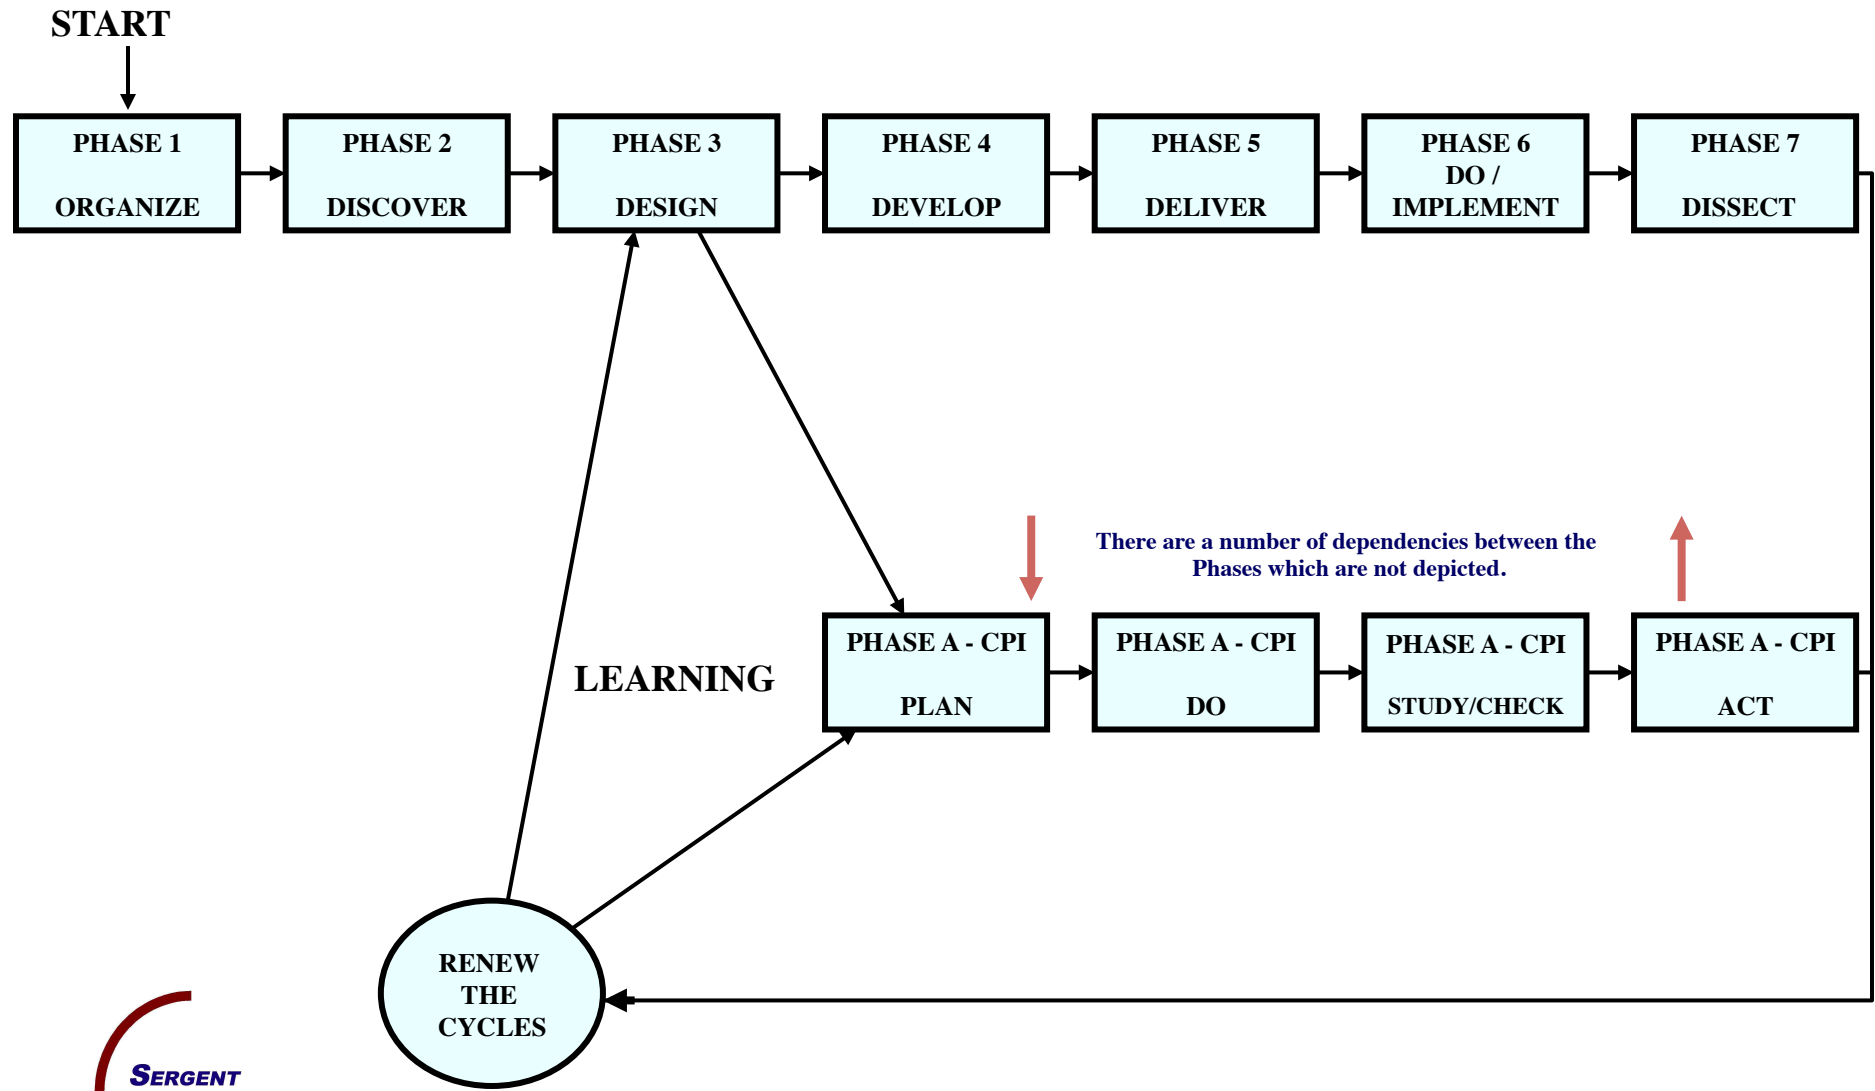 START
PHASE 1
ORGANIZE
PHASE 2
DISCOVER
PHASE 3
DESIGN
PHASE 4
DEVELOP
PHASE 5
DELIVER
PHASE 6
DO /
IMPLEMENT
PHASE 7
DISSECT
There are a number of dependencies between the
Phases which are not depicted.
LEARNING
PHASE A - CPI
PLAN
PHASE A - CPI
DO
PHASE A - CPI
STUDY/CHECK
PHASE A - CPI
ACT
RENEW
THE
CYCLES
SERGENT